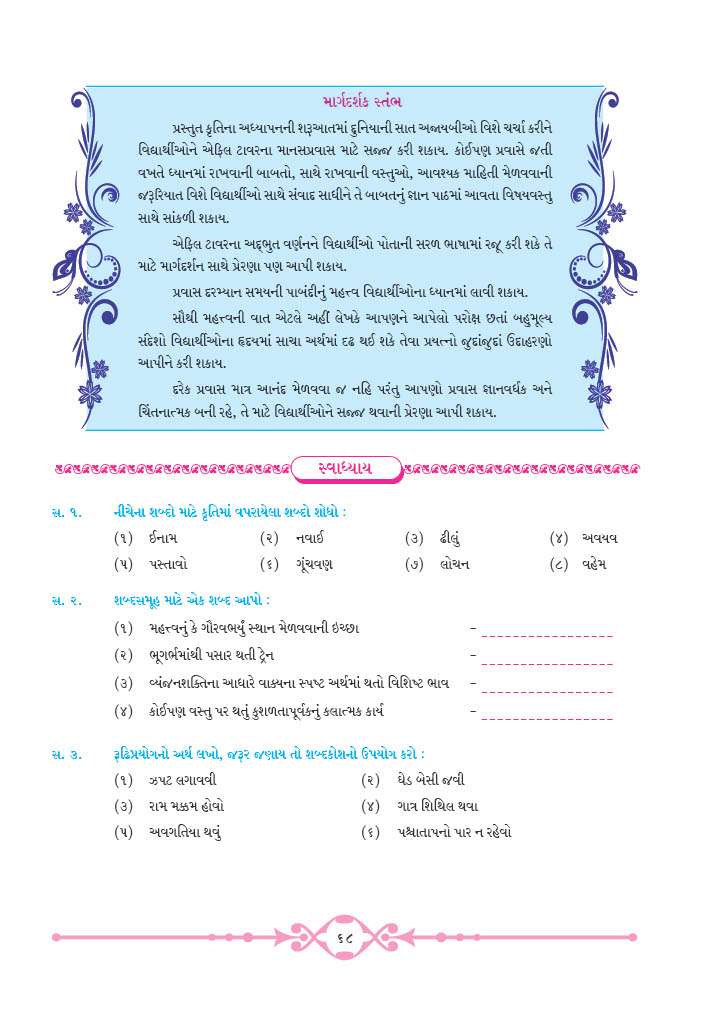 માર્ગદર્શક સ્તંભ
પ્રસ્તુત કૃતિના અધ્યાપનની શરૂઆતમાં દુનિયાની સાત અજાયબીઓ વિશે ચર્ચા કરીને
વિદ્યાર્થીઓને એફિલ ટાવરના માનસપ્રવાસ માટે સજ્જ કરી શકાય. કોઈપણ પ્રવાસે જતી
વખતે ધ્યાનમાં રાખવાની બાબતો, સાથે રાખવાની વસ્તુઓ, આવશ્યક માહિતી મેળવવાની
જરૂરિયાત વિશે વિદ્યાર્થીઓ સાથે સંવાદ સાધીને તે બાબતનું જ્ઞાન પાઠમાં આવતા વિષયવસ્તુ
સાથે સાંકળી શકાય.
એફિલ ટાવરના અદ્ભુત વર્ણનને વિદ્યાર્થીઓ પોતાની સરળ ભાષામાં રજૂ કરી શકે તે
માટે માર્ગદર્શન સાથે પ્રેરણા પણ આપી શકાય.
પ્રવાસ દરમ્યાન સમયની પાબંદીનું મહત્ત્વ વિદ્યાર્થીઓના ધ્યાનમાં લાવી શકાય.
સૌથી મહત્ત્વની વાત એટલે અહીં લેખકે આપણને આપેલો પરોક્ષ છતાં બહુમૂલ્ય
સંદેશો વિદ્યાર્થીઓના હૃદયમાં સાચા અર્થમાં દૃઢ થઈ શકે તેવા પ્રયત્નો જુદાંજુદાં ઉદાહરણો
આપીને કરી શકાય.
દરેક પ્રવાસ માત્ર આનંદ મેળવવા જ નહિ પરંતુ આપણો પ્રવાસ જ્ઞાનવર્ધક અને
ચિંતનાત્મક બની રહે, તે માટે વિદ્યાર્થીઓને સજ્જ થવાની પ્રેરણા આપી શકાય.
સ્વાધ્યાય
સ. ૧. નીચેના શબ્દો માટે કૃતિમાં વપરાયેલા શબ્દો શોધો :
(૧) ઈનામ (૨) નવાઈ (૩) ઢીલું (૪) અવયવ
(૫) પસ્તાવો (૬) ગૂંચવણ (૭) લોચન (૮) વહેમ
સ. ૨. શબ્દસમૂહ માટે એક શબ્દ આપો :
(૧) મહત્ત્વનું કે ગૌરવભર્યું સ્થાન મેળવવાની ઇચ્છા –
(૨) ભૂગર્ભમાંથી પસાર થતી ટ્રેન –
(૩) વ્યંજનશક્તિના આધારે વાક્યના સ્પષ્ટ અર્થમાં થતો વિશિષ્ટ ભાવ –
(૪) કોઈપણ વસ્તુ પર થતું કુશળતાપૂર્વકનું કલાત્મક કાર્ય –
સ. ૩. રૂઢિપ્રયોગનો અર્થ લખો, જરૂર જણાય તો શબ્દકોશનો ઉપયોગ કરો :
(૧) ઝપટ લગાવવી (૨) ઘેડ બેસી જવી
(૩) રામ મક્કમ હોવો (૪) ગાત્ર શિથિલ થવા
(૫) અવગતિયા થવું (૬) પશ્ચાતાપનો પાર ન રહેવો
૬૮